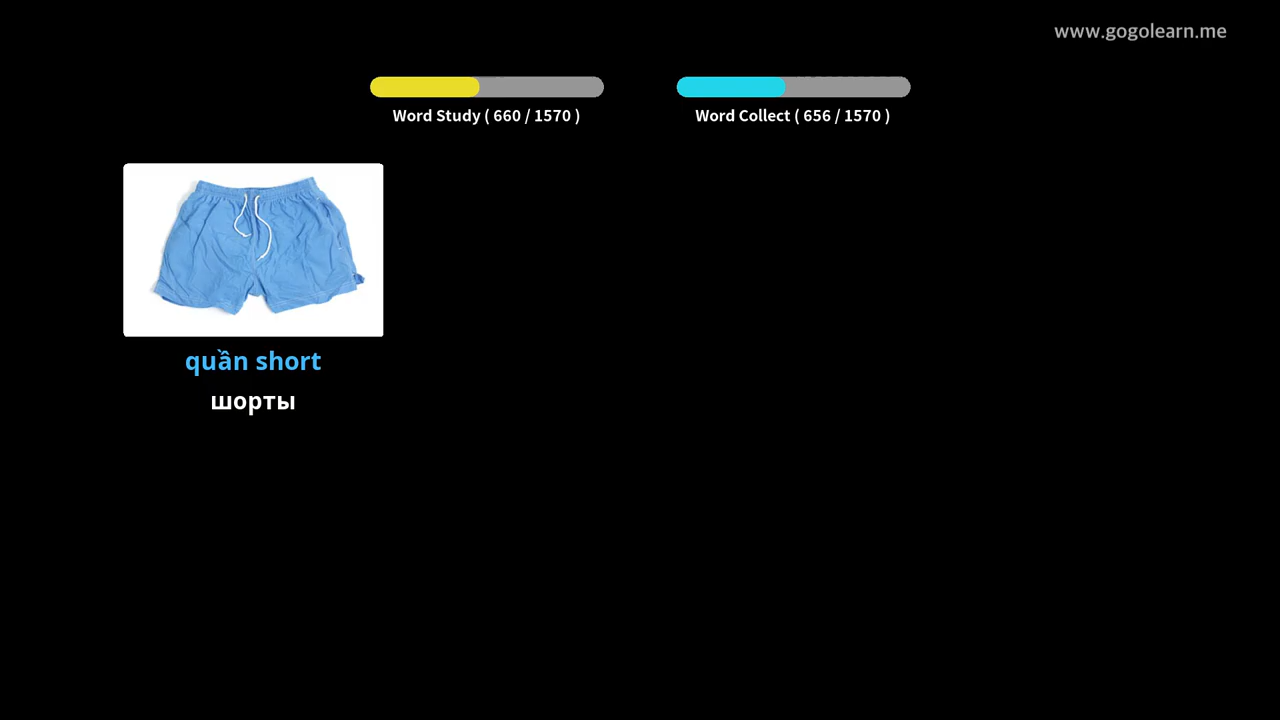 www.gogolearn.me
Word Study ( 660 / 1570 )
Word Collect ( 656 / 1570 )
quần short
шорты